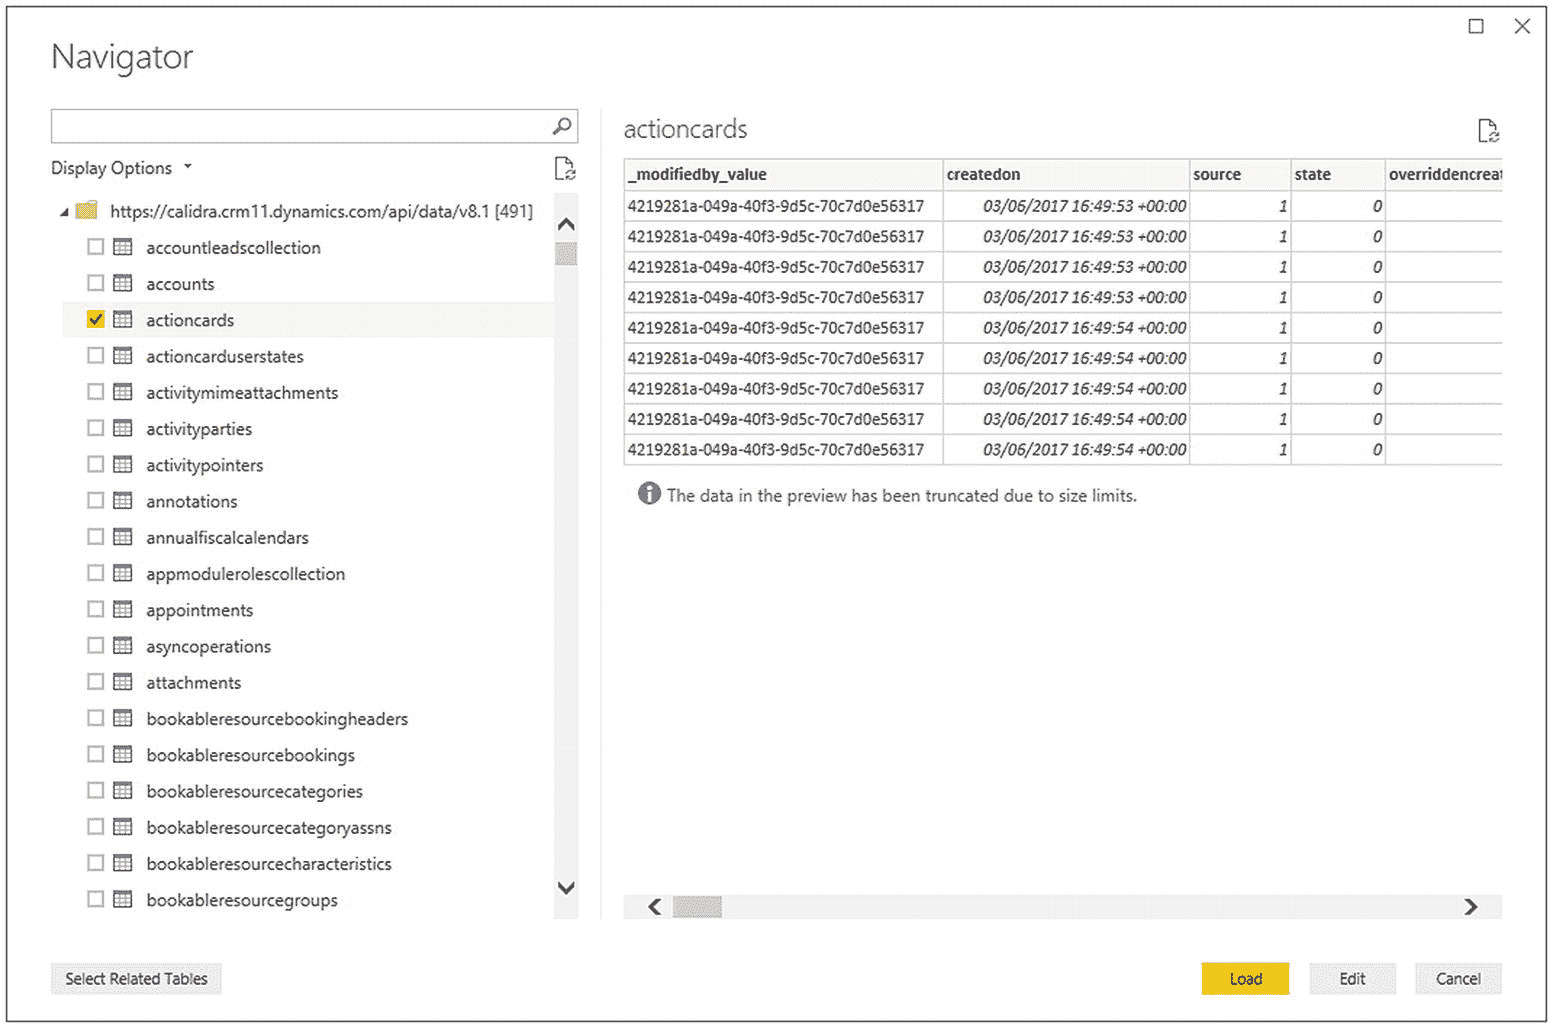 Navigator
Display Options
https://calidra.crm11.dynamics.com/api/data/v8.1 [491]
accountleadscollection
accounts
actioncards
actioncarduserstates
activitymimeattachments
activityparties
activitypointers
annotations
annualfiscalcalendars
appmodulerolescollection
appointments
asyncoperations
attachments
bookableresourcebookingheaders
bookableresourcebookings
bookableresourcecategories
bookableresourcecategoryassns
bookableresourcecharacteristics
bookableresourcegroups
actioncards
_modifiedby_value createdon source state overriddencreat
4219281a-049a-40f3-9d5c-70c7d0e56317 03/06/2017 16:49:53 +00:00 1 0
4219281a-049a-40f3-9d5c-70c7d0e56317 03/06/2017 16:49:53 +00:00 1 0
4219281a-049a-40f3-9d5c-70c7d0e56317 03/06/2017 16:49:53 +00:00 1 0
4219281a-049a-40f3-9d5c-70c7d0e56317 03/06/2017 16:49:53 +00:00 1 0
4219281a-049a-40f3-9d5c-70c7d0e56317 03/06/2017 16:49:54 +00:00 1 0
4219281a-049a-40f3-9d5c-70c7d0e56317 03/06/2017 16:49:54 +00:00 1 0
4219281a-049a-40f3-9d5c-70c7d0e56317 03/06/2017 16:49:54 +00:00 1 0
4219281a-049a-40f3-9d5c-70c7d0e56317 03/06/2017 16:49:54 +00:00 1 0
4219281a-049a-40f3-9d5c-70c7d0e56317 03/06/2017 16:49:54 +00:00 1 0
The data in the preview has been truncated due to size limits.
Select Related Tables
Load
Edit
Cancel